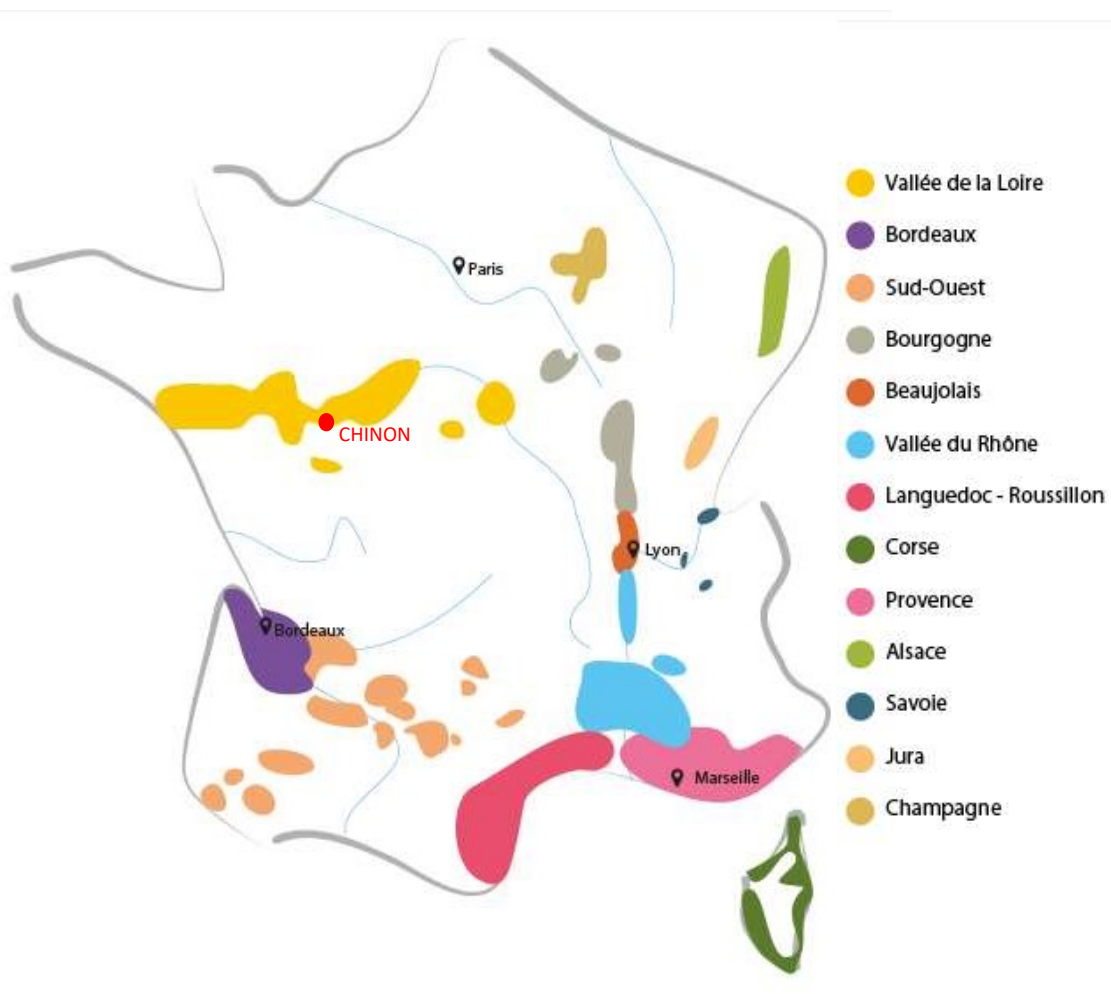 Paris
CHINON
Lyon
Bordeaux
Marseille
Vallée de la Loire
Bordeaux
Sud-Ouest
Bourgogne
Beaujolais
Vallée du Rhône
Languedoc - Roussillon
Corse
Provence
Alsace
Savoie
Jura
Champagne